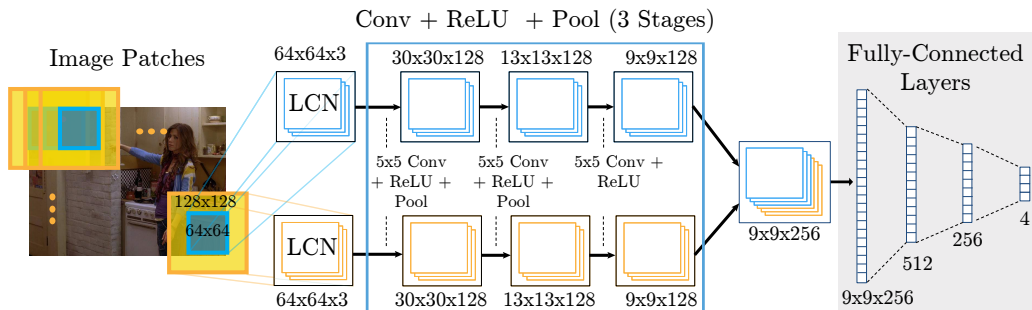 Conv + ReLU + Pool (3 Stages)
Image Patches
64x64x3
30x30x128
13x13x128
9x9x128
Fully-Connected
Layers
LCN
5x5 Conv
+ ReLU +
Pool
5x5 Conv
+ ReLU +
Pool
5x5 Conv +
ReLU
128x128
64x64
LCN
64x64x3
30x30x128
13x13x128
9x9x128
9x9x256
9x9x256
512
256
4